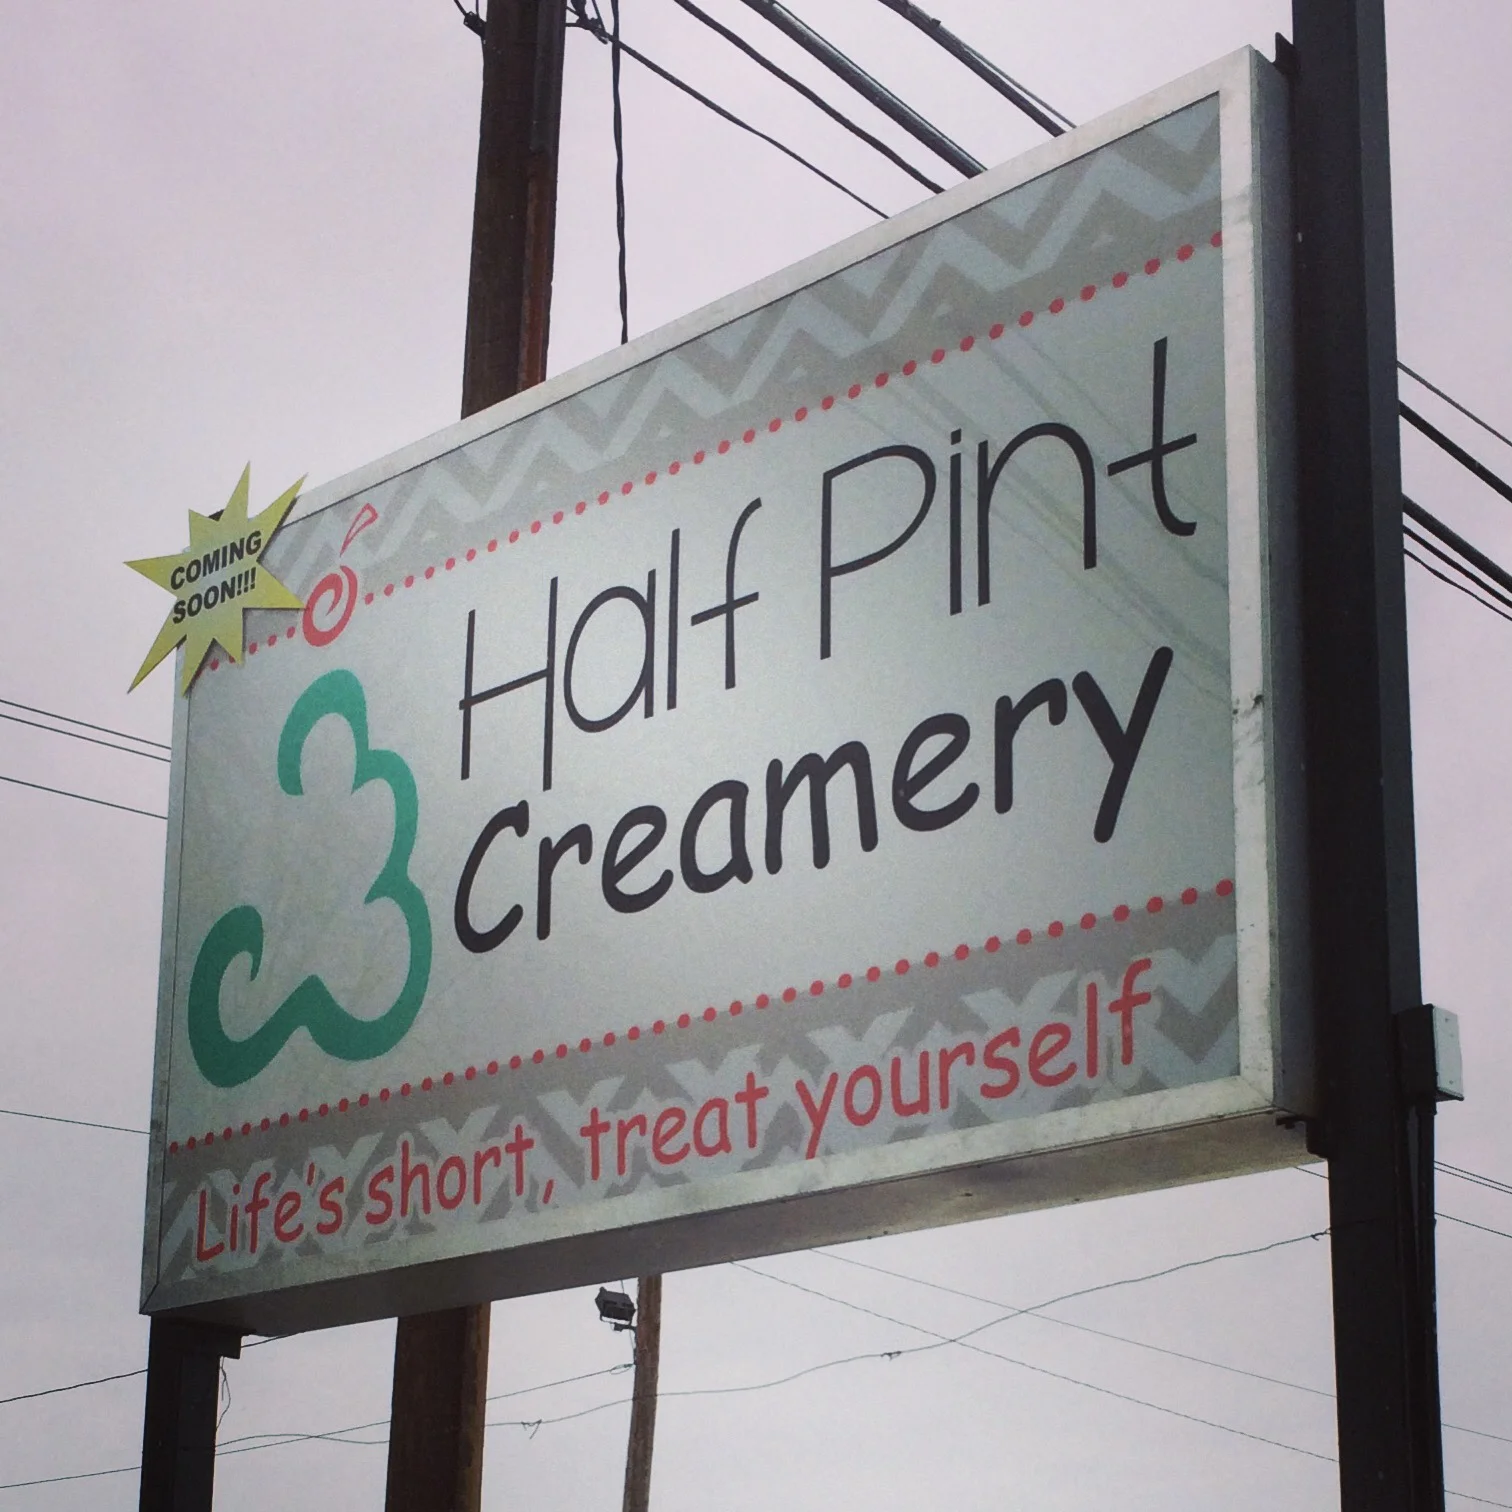 COMING
SOON!!!
Half Pint
Creamery
Life's short, treat yourself